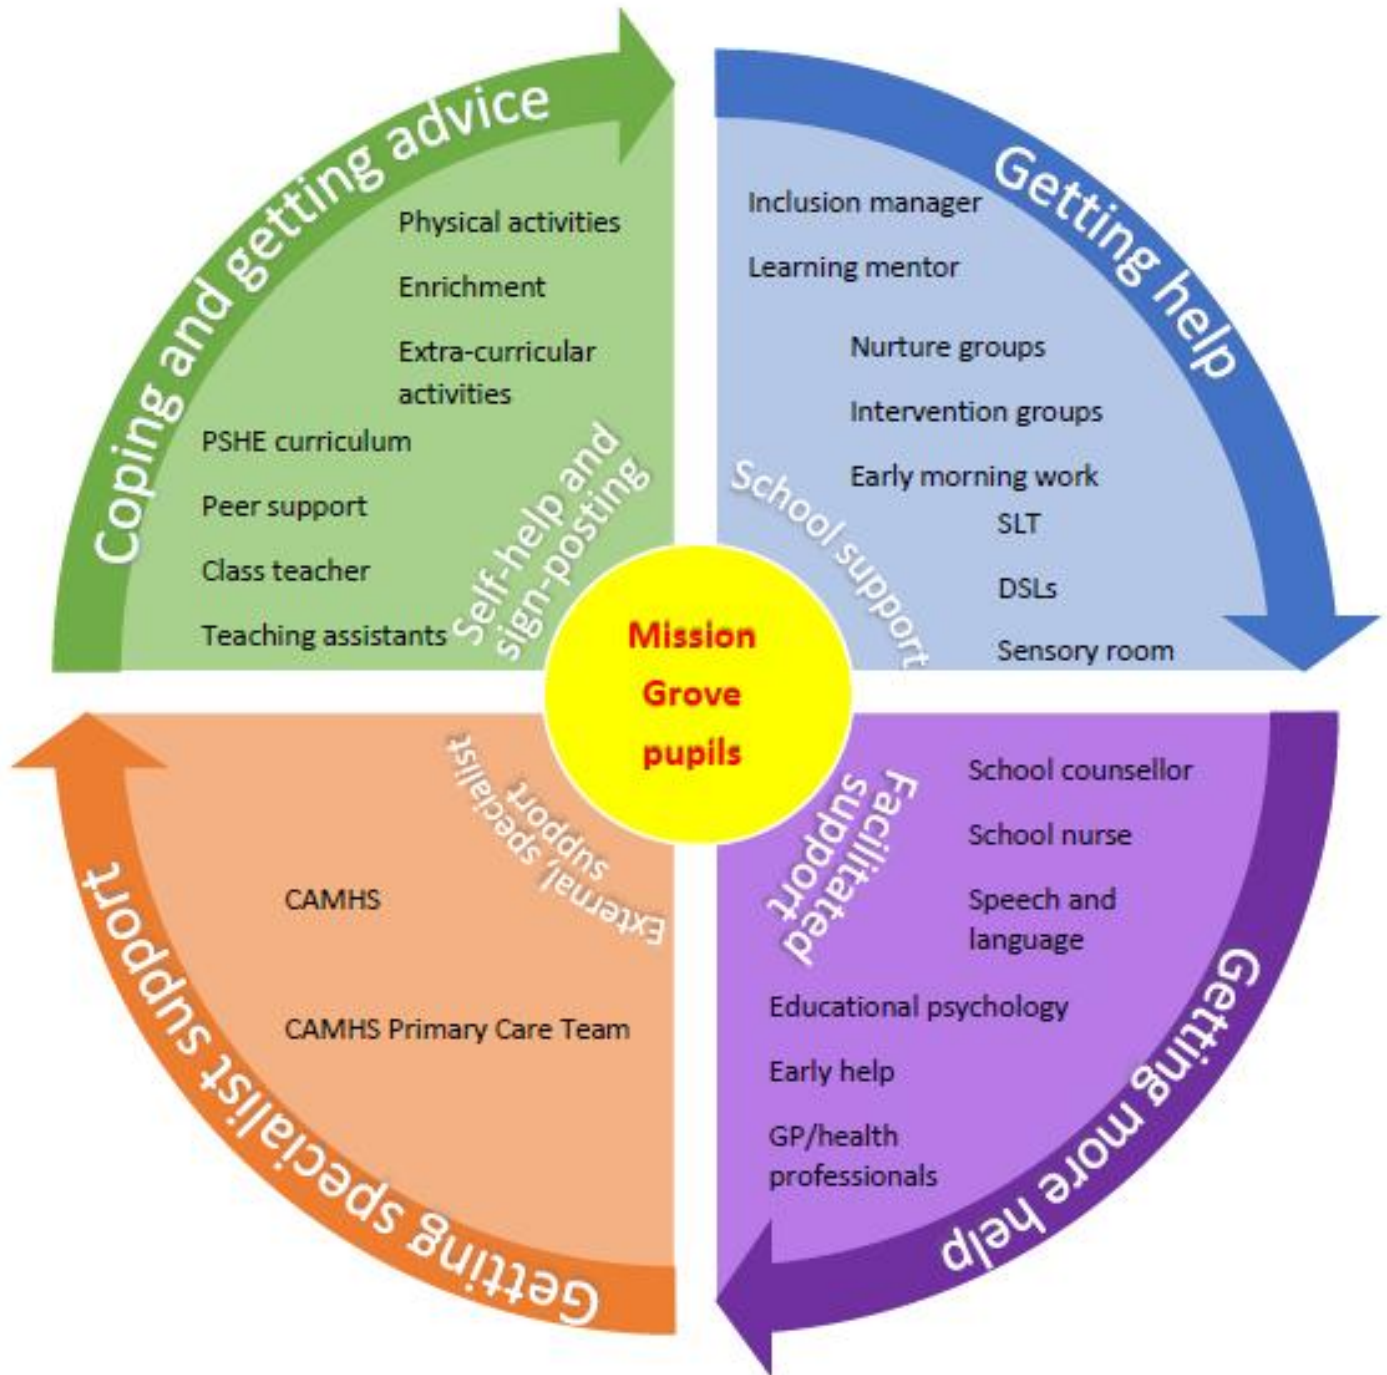 Coping and getting advice
Physical activities
Enrichment
Extra-curricular
activities
PSHE curriculum
Peer support
Class teacher
Teaching assistants
Self-help and
sign-posting
Getting help
Inclusion manager
Learning mentor
Nurture groups
Intervention groups
Early morning work
SLT
DSLs
Sensory room
School support
Mission
Grove
pupils
Getting more help
Facilitated
support
School counsellor
School nurse
Speech and
language
Educational psychology
Early help
GP/health
professionals
Getting specialist support
External, specialist
support
CAMHS
CAMHS Primary Care Team